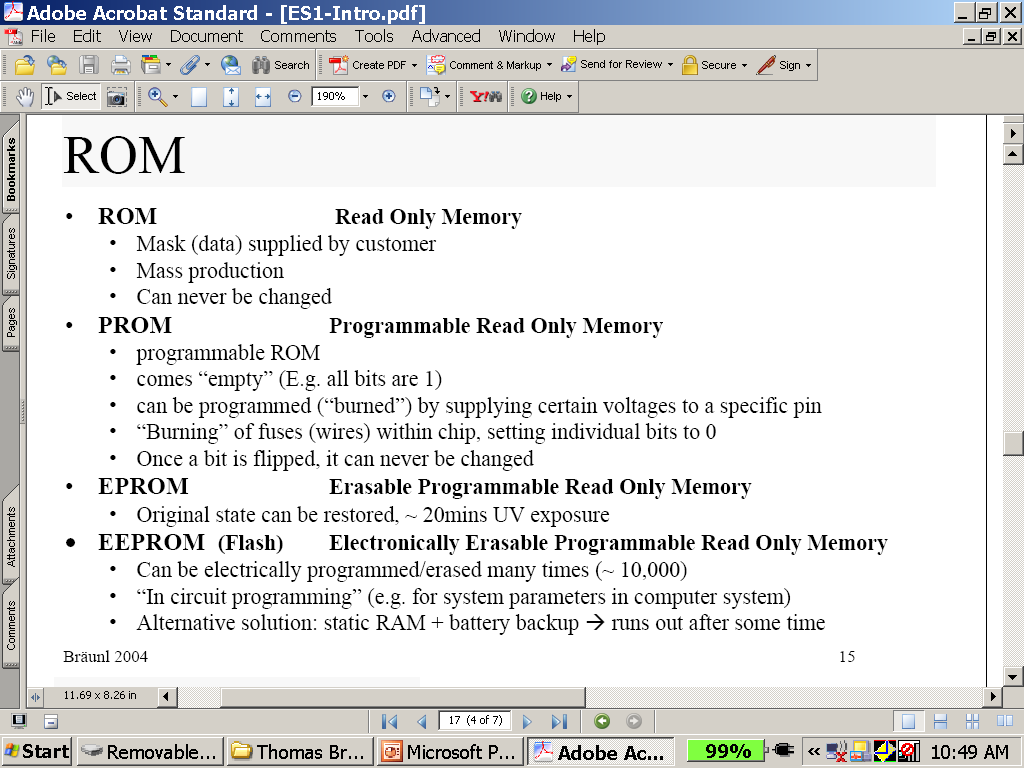 Adobe Acrobat Standard - [ES1-Intro.pdf]
File Edit View Document Comments Tools Advanced Window Help
Search Create PDF Comment & Markup Send for Review Secure Sign
Select 190% Y! Help
Bookmarks
Signatures
Pages
Attachments
Comments
ROM
• ROM Read Only Memory
• Mask (data) supplied by customer
• Mass production
• Can never be changed
• PROM Programmable Read Only Memory
• programmable ROM
• comes “empty” (E.g. all bits are 1)
• can be programmed (“burned”) by supplying certain voltages to a specific pin
• “Burning” of fuses (wires) within chip, setting individual bits to 0
• Once a bit is flipped, it can never be changed
• EPROM Erasable Programmable Read Only Memory
• Original state can be restored, ~ 20mins UV exposure
• EEPROM (Flash) Electronically Erasable Programmable Read Only Memory
• Can be electrically programmed/erased many times (~ 10,000)
• “In circuit programming” (e.g. for system parameters in computer system)
• Alternative solution: static RAM + battery backup → runs out after some time
Bräunl 2004 15
11.69 x 8.26 in
17 (4 of 7)
Start Removable... Thomas Br... Microsoft P... Adobe Ac... 99% « 10:49 AM